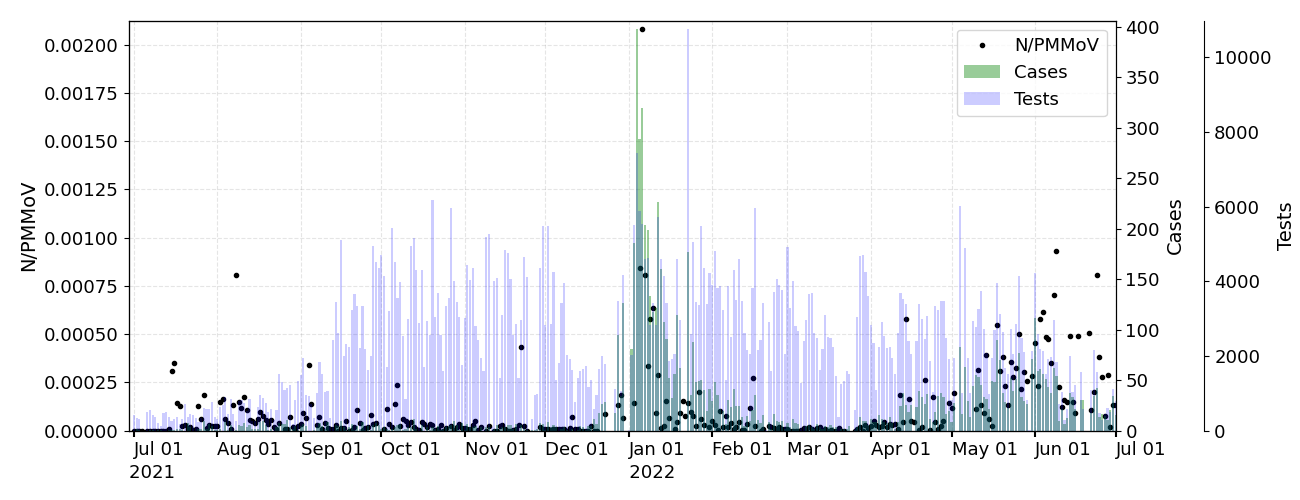 N/PMMoV
0.00200
0.00175
0.00150
0.00125
0.00100
0.00075
0.00050
0.00025
0.00000
Jul 01
2021
Aug 01
Sep 01
Oct 01
Nov 01
Dec 01
Jan 01
2022
Feb 01
Mar 01
Apr 01
May 01
Jun 01
Jul 01
N/PMMoV
Cases
Tests
400
350
300
250
200
150
100
50
0
Cases
10000
8000
6000
4000
2000
0
Tests